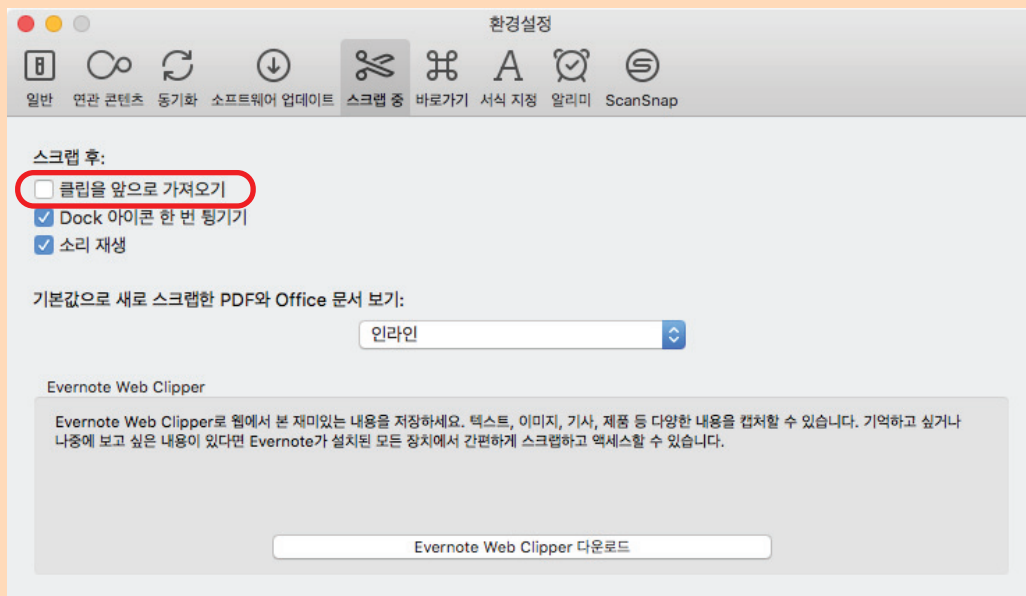 환경설정
일반 연관 콘텐츠 동기화 소프트웨어 업데이트 스크랩 중 바로가기 서식 지정 알리미 ScanSnap
스크랩 후:
클립을 앞으로 가져오기
Dock 아이콘 한 번 튕기기
소리 재생
기본값으로 새로 스크랩한 PDF와 Office 문서 보기:
인라인
Evernote Web Clipper
Evernote Web Clipper로 웹에서 본 재미있는 내용을 저장하세요. 텍스트, 이미지, 기사, 제품 등 다양한 내용을 캡처할 수 있습니다. 기억하고 싶거나
나중에 보고 싶은 내용이 있다면 Evernote가 설치된 모든 장치에서 간편하게 스크랩하고 액세스할 수 있습니다.
Evernote Web Clipper 다운로드